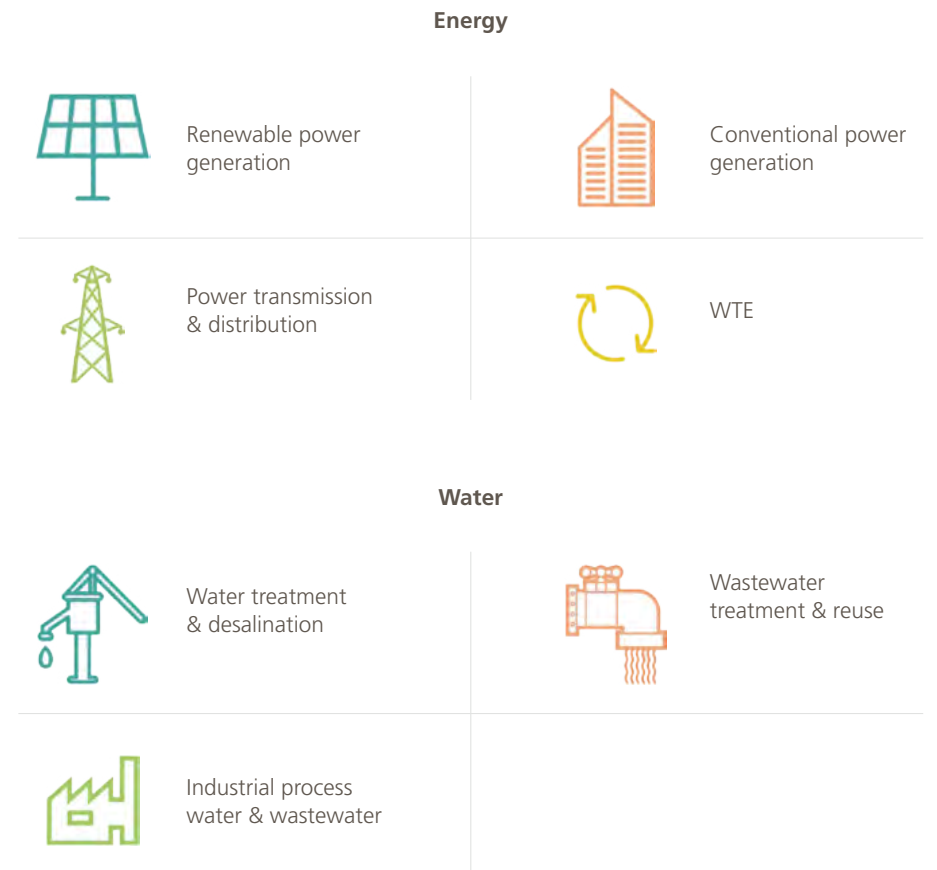 Energy
Renewable power
generation
Conventional power
generation
Power transmission
& distribution
WTE
Water
Water treatment
& desalination
Wastewater
treatment & reuse
Industrial process
water & wastewater